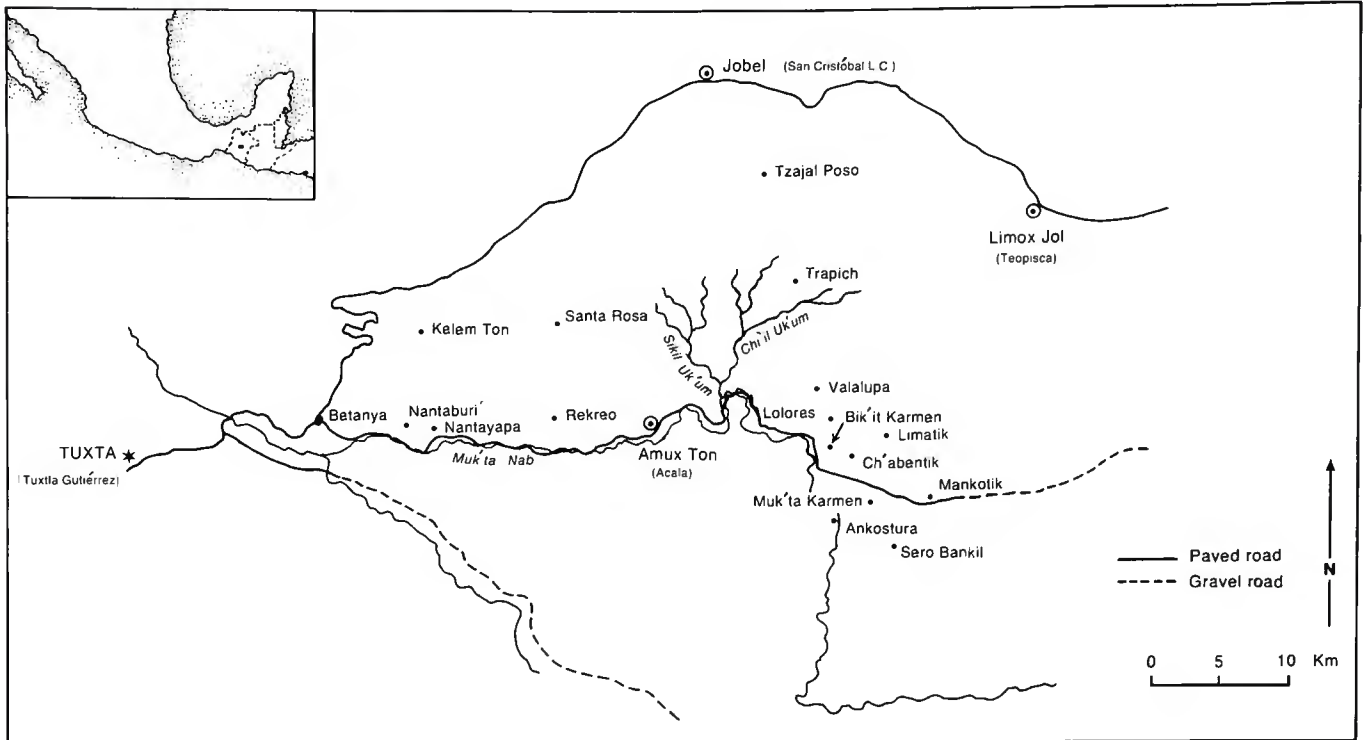 Jobel (San Cristóbal L C )
Tzajal Poso
Limox Jol
(Teopisca)
Trapich
Chi'il Uk'um
Sikil Uk'um
Santa Rosa
Kelem Ton
Valalupa
Betanya
Nantaburi'
Nantayapa
Rekreo
Lolores
Bik'it Karmen
Limatik
Ch'abentik
TUXTA
( Tuxtla Gutiérrez)
Muk'ta Nab
Amux Ton
(Acala)
Mankotik
Muk'ta Karmen
Ankostura
Sero Bankil
Paved road
Gravel road
N
0 5 10 Km